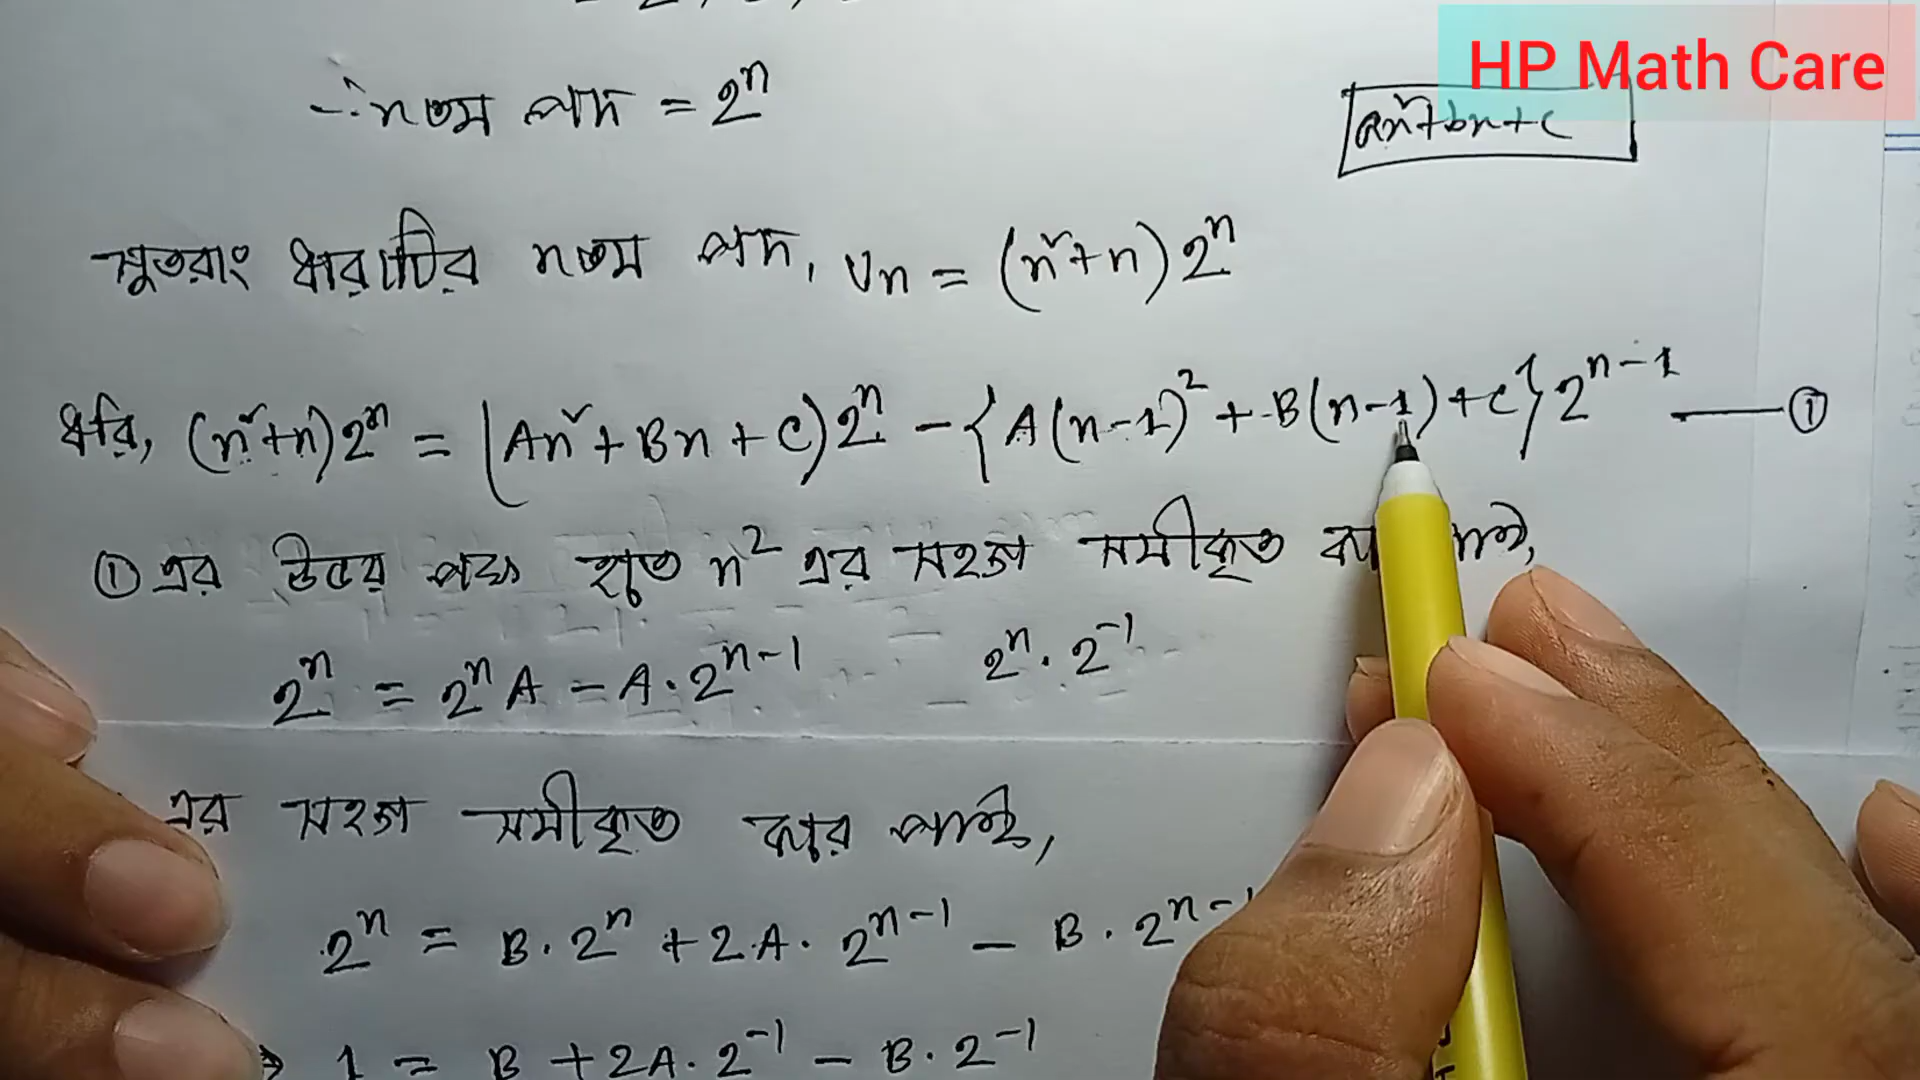 HP Math Care
∴ n তম পদ = 2ⁿ
an²+bn+c
সুতরাং ধারাটির n তম পদ, Un = (n²+n) 2ⁿ
ধরি, (n²+n)2ⁿ = (An²+Bn+C)2ⁿ - {A(n-1)²+B(n-1)+C}2ⁿ⁻¹ —— ①
① এর উভয় পক্ষ হতে n² এর সহগ সমীকৃত
2ⁿ = 2ⁿA - A·2ⁿ⁻¹ 2ⁿ·2⁻¹
এর সহগ সমীকৃত করে পাই,
2ⁿ = B·2ⁿ + 2A·2ⁿ⁻¹ - B·2ⁿ⁻¹
1 = B + 2A·2⁻¹ - B·2⁻¹